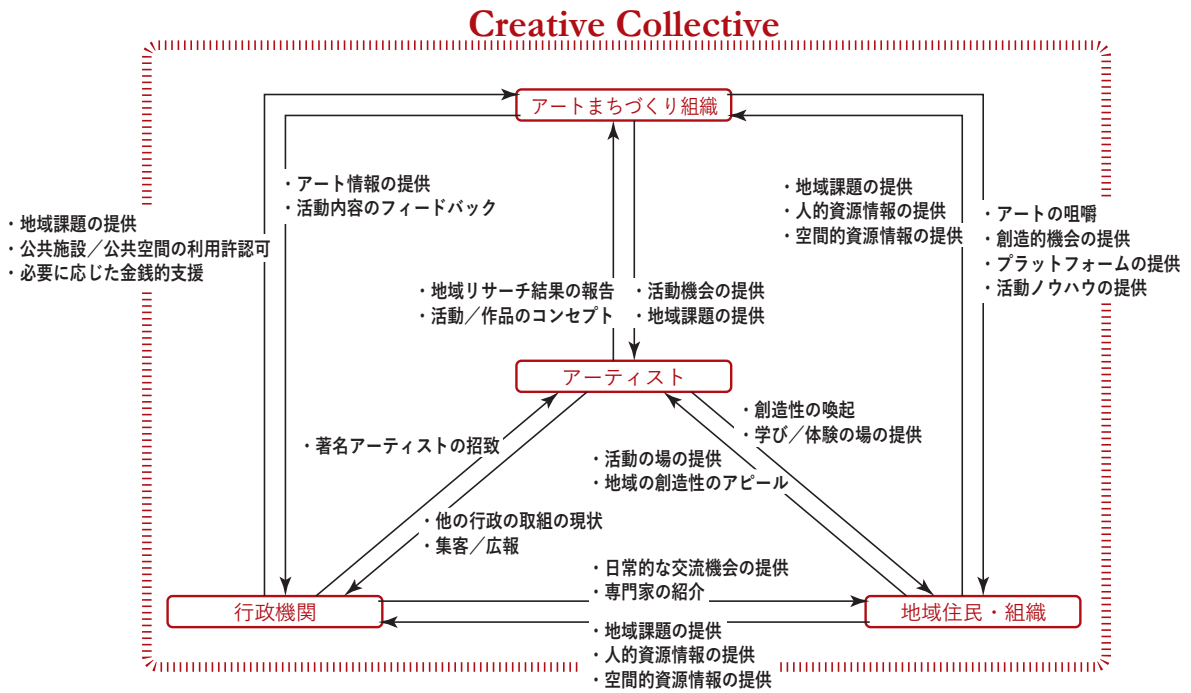 Creative Collective
アートまちづくり組織
・アート情報の提供
・活動内容のフィードバック
・地域課題の提供
・公共施設／公共空間の利用許認可
・必要に応じた金銭的支援
・地域課題の提供
・人的資源情報の提供
・空間的資源情報の提供
・アートの咀嚼
・創造的機会の提供
・プラットフォームの提供
・活動ノウハウの提供
・地域リサーチ結果の報告
・活動／作品のコンセプト
・活動機会の提供
・地域課題の提供
アーティスト
・著名アーティストの招致
・創造性の喚起
・学び／体験の場の提供
・活動の場の提供
・地域の創造性のアピール
・他の行政の取組の現状
・集客／広報
・日常的な交流機会の提供
・専門家の紹介
行政機関
地域住民・組織
・地域課題の提供
・人的資源情報の提供
・空間的資源情報の提供